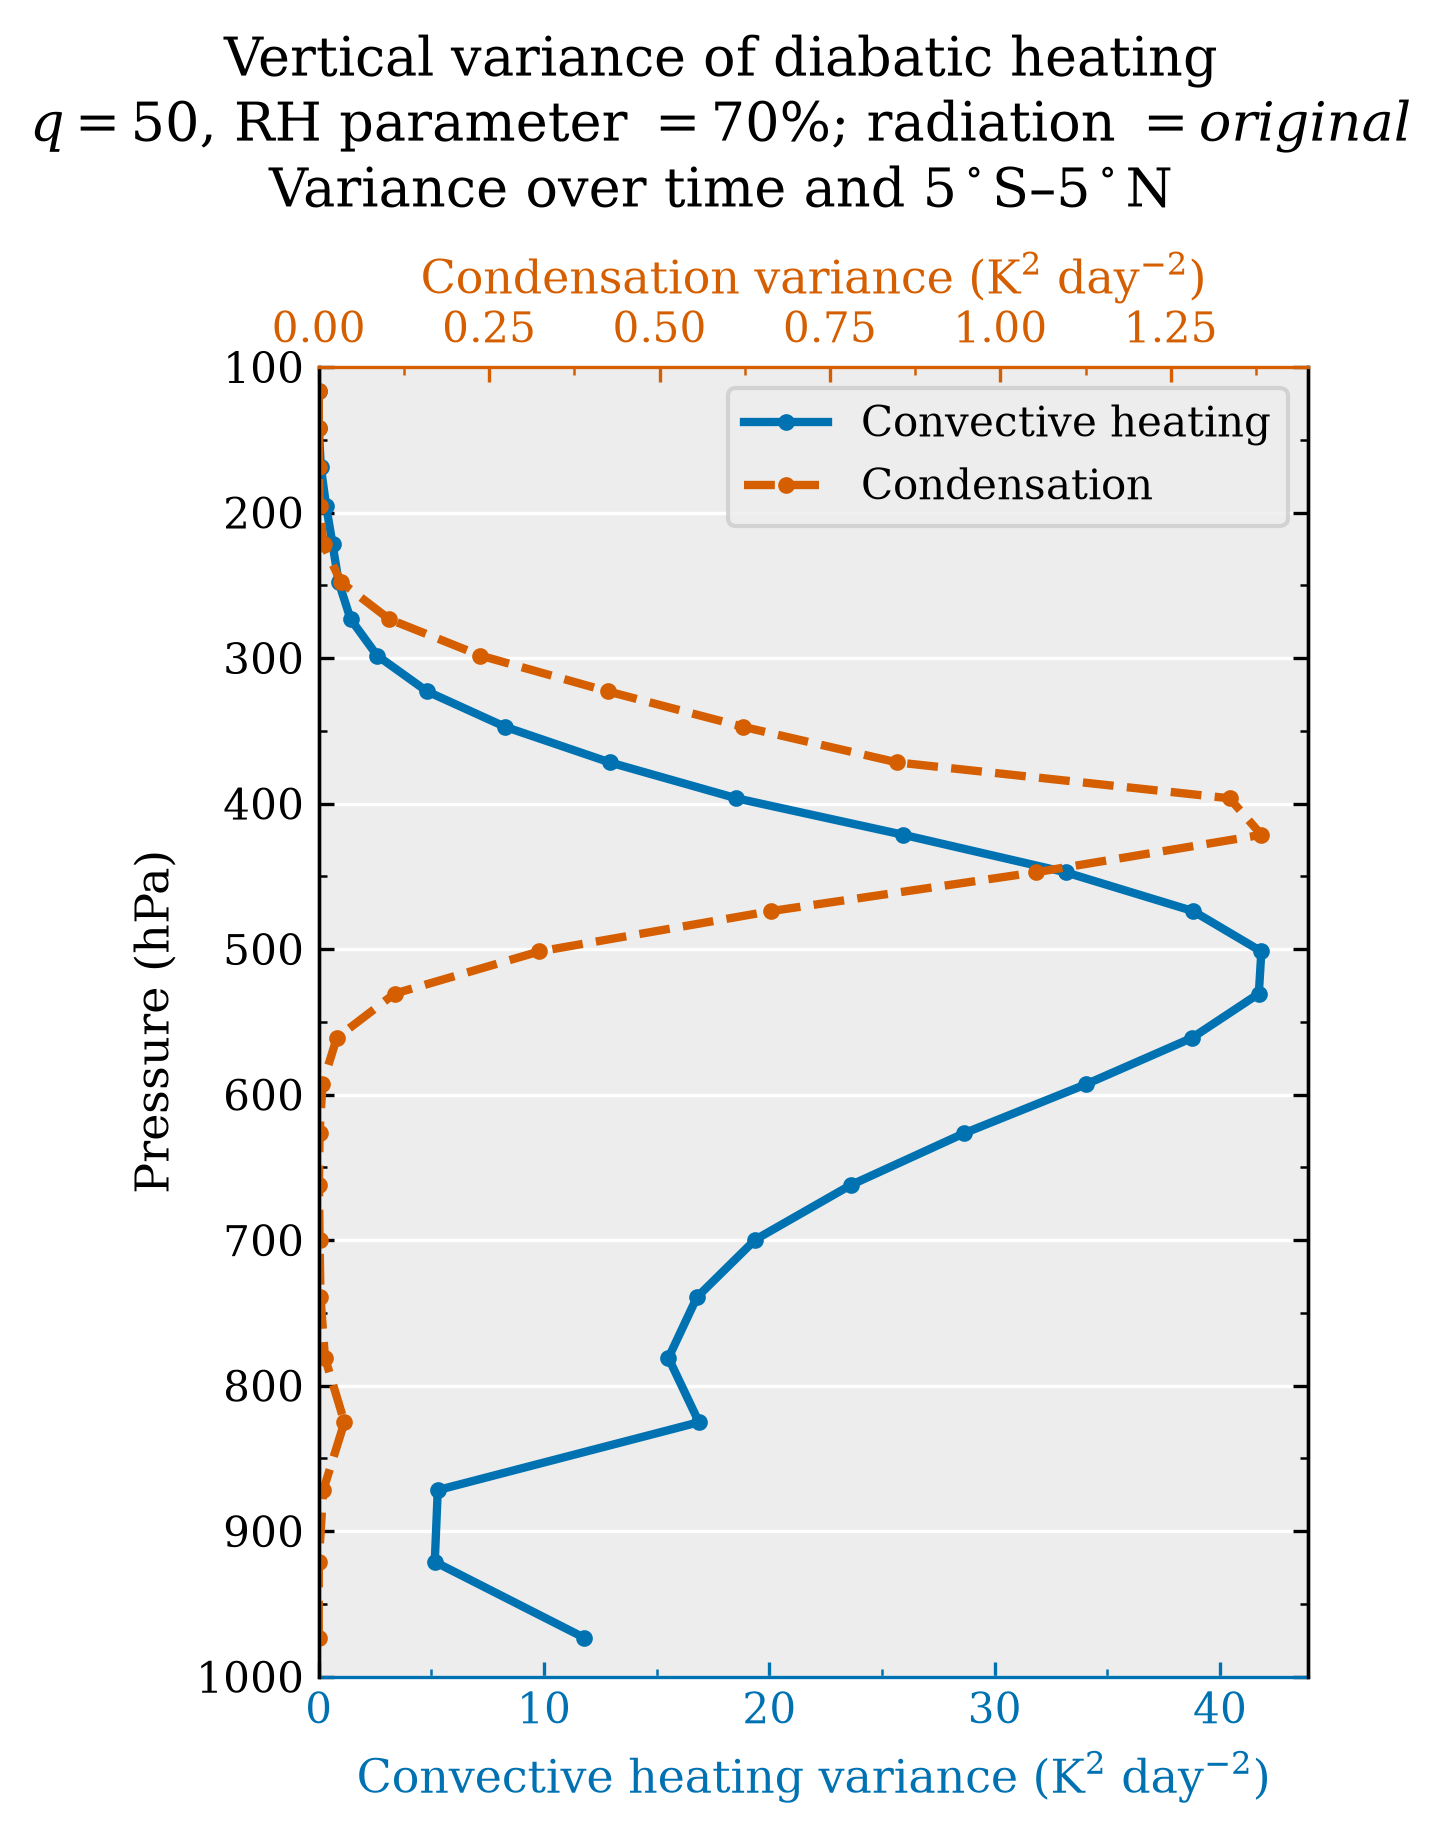 Vertical variance of diabatic heating
q = 50, RH parameter = 70%; radiation = original
Variance over time and 5°S–5°N
Condensation variance (K² day⁻²)
0.00 0.25 0.50 0.75 1.00 1.25
Convective heating
Condensation
Pressure (hPa)
100
200
300
400
500
600
700
800
900
1000
0 10 20 30 40
Convective heating variance (K² day⁻²)